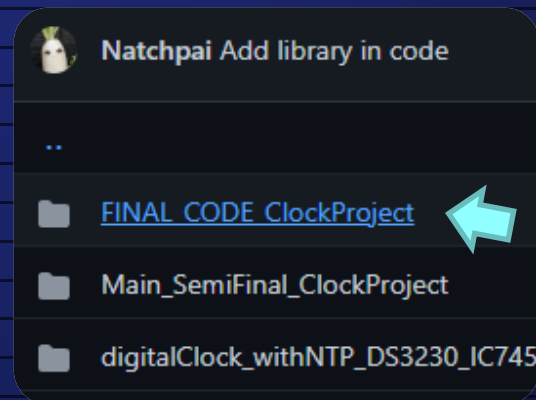 Natchpai Add library in code
..
FINAL_CODE_ClockProject
Main_SemiFinal_ClockProject
digitalClock_withNTP_DS3230_IC745